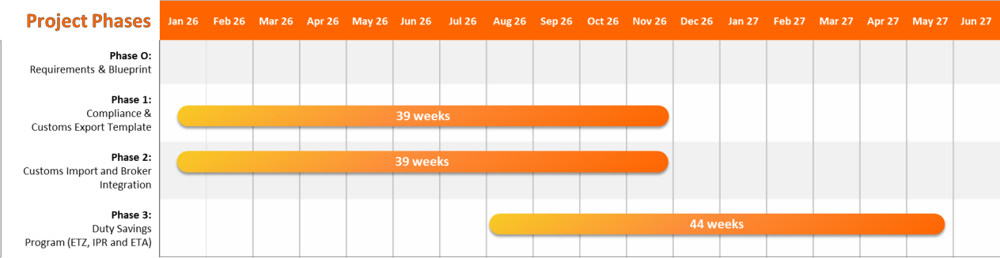 Project Phases
Jan 26 Feb 26 Mar 26 Apr 26 May 26 Jun 26 Jul 26 Aug 26 Sep 26 Oct 26 Nov 26 Dec 26 Jan 27 Feb 27 Mar 27 Apr 27 May 27 Jun 27
Phase O:
Requirements & Blueprint
Phase 1:
Compliance &
Customs Export Template
39 weeks
Phase 2:
Customs Import and Broker
Integration
39 weeks
Phase 3:
Duty Savings
Program (ETZ, IPR and ETA)
44 weeks